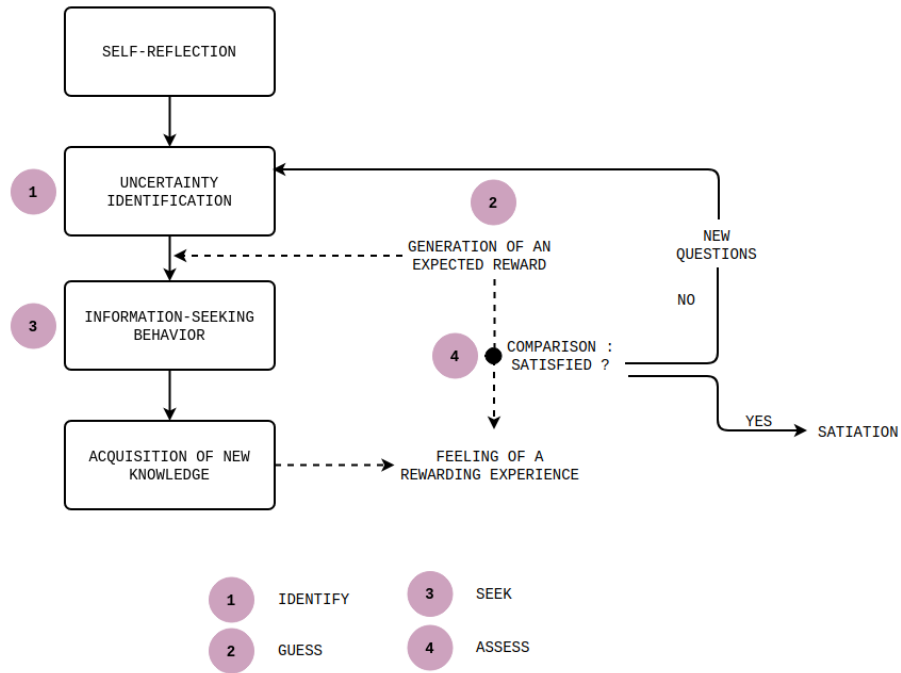 SELF-REFLECTION
1
UNCERTAINTY
IDENTIFICATION
2
GENERATION OF AN
EXPECTED REWARD
NEW
QUESTIONS
NO
3
INFORMATION-SEEKING
BEHAVIOR
4
COMPARISON :
SATISFIED ?
YES
SATIATION
ACQUISITION OF NEW
KNOWLEDGE
FEELING OF A
REWARDING EXPERIENCE
1 IDENTIFY
2 GUESS
3 SEEK
4 ASSESS